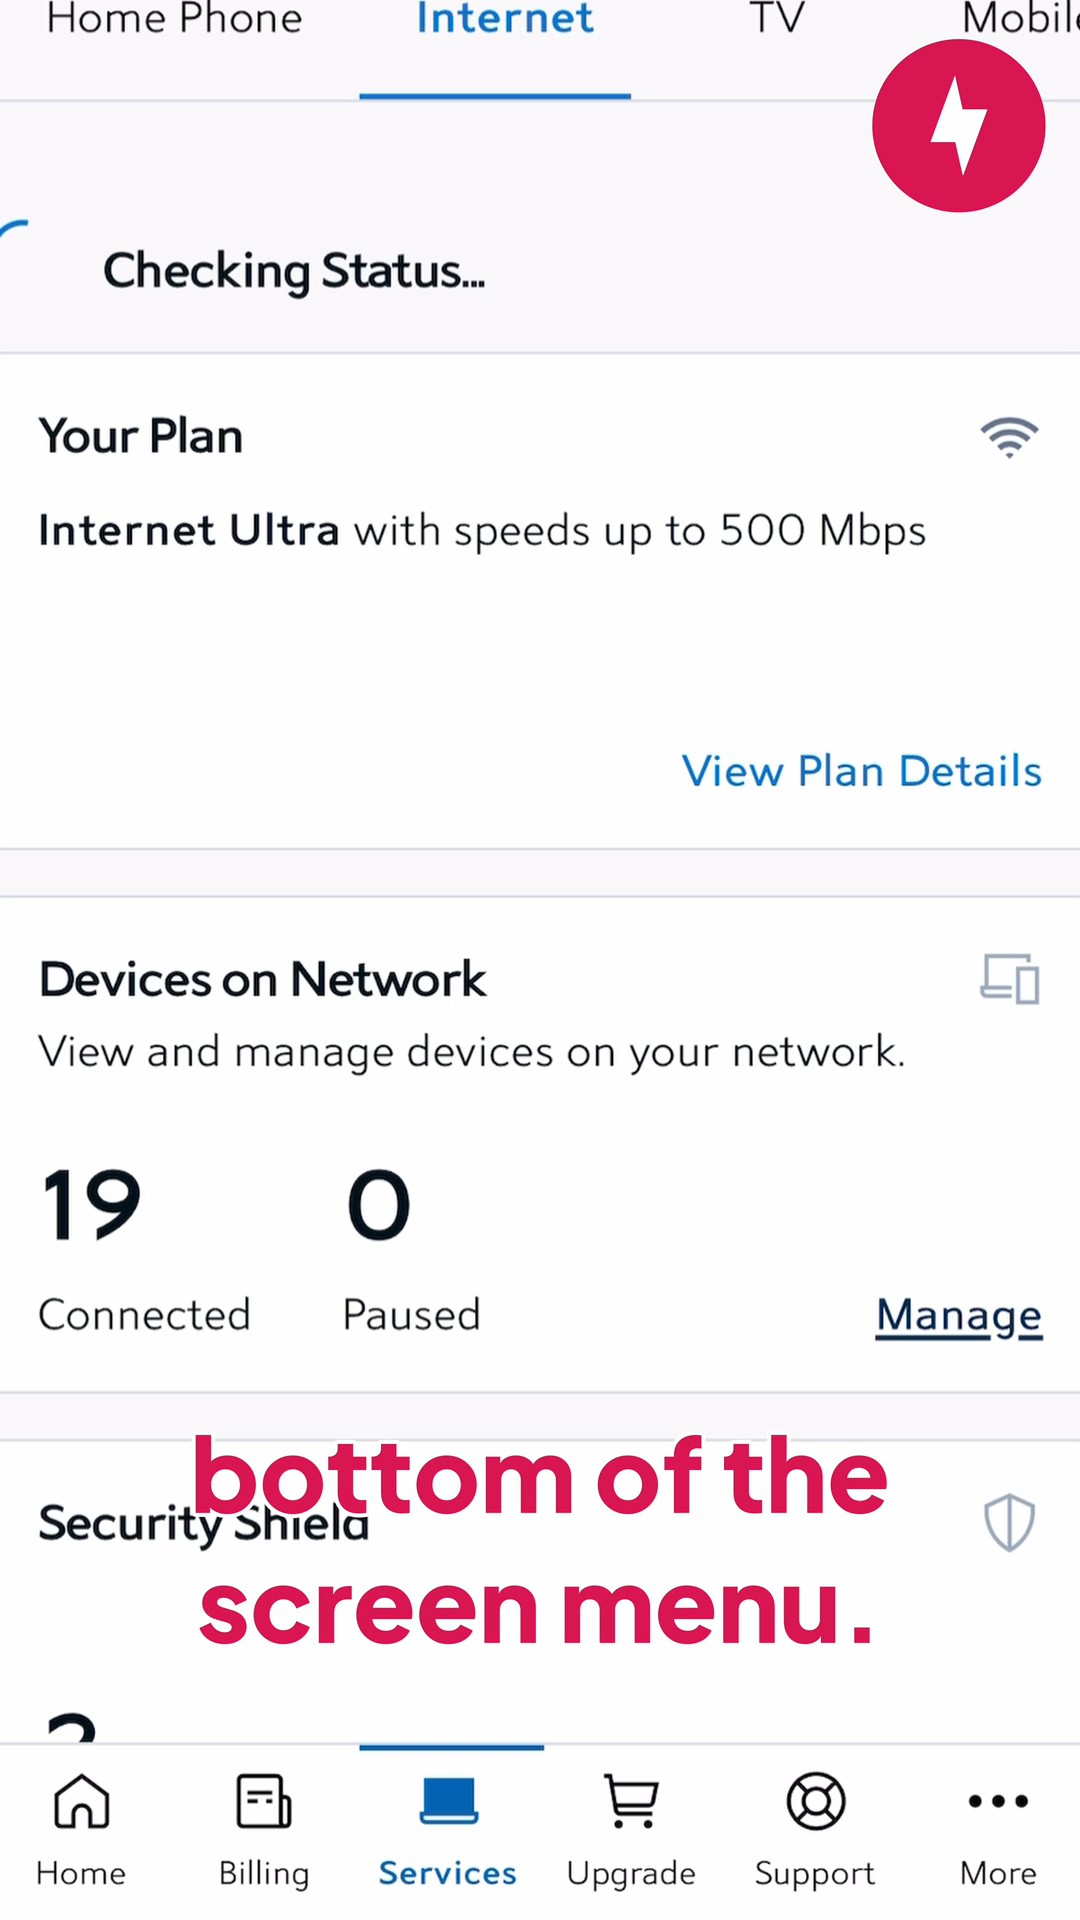 Home Phone Internet TV Mobile
Checking Status...
Your Plan
Internet Ultra with speeds up to 500 Mbps
View Plan Details
Devices on Network
View and manage devices on your network.
19 0
Connected Paused Manage
bottom of the
Security Shield
screen menu.
Home Billing Services Upgrade Support More